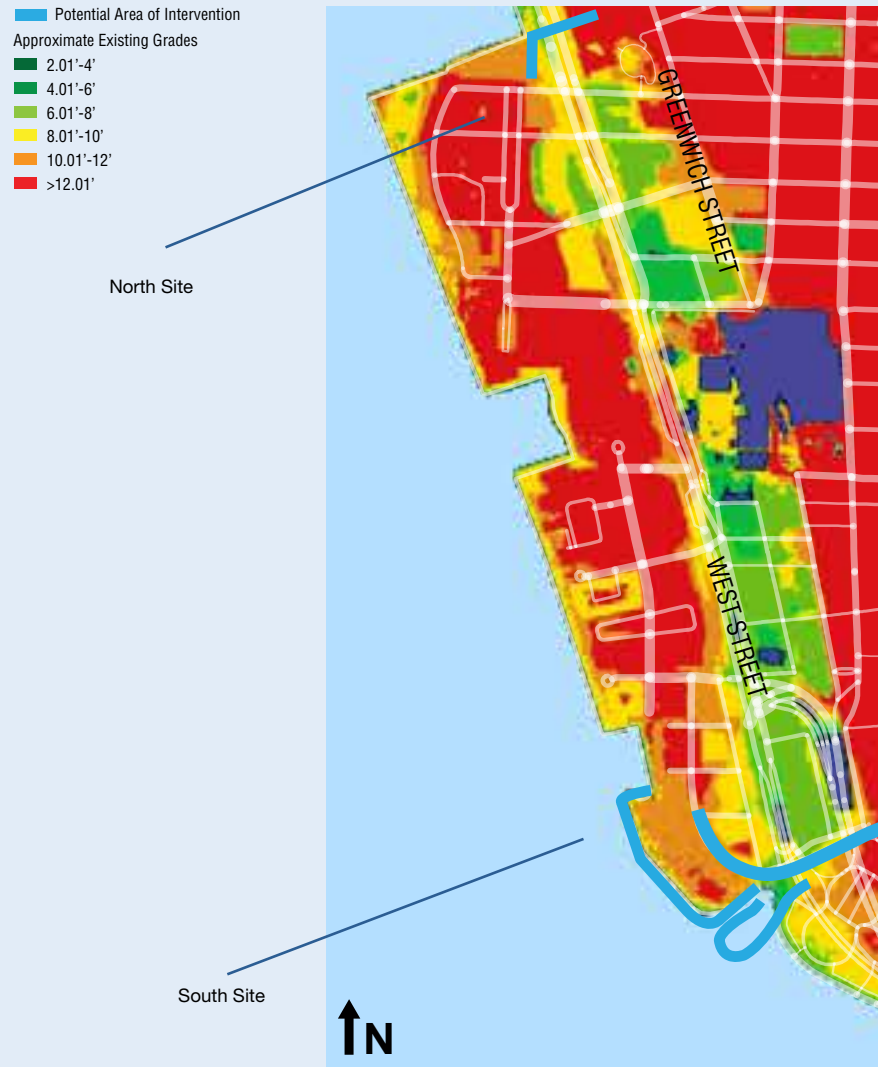 Potential Area of Intervention
Approximate Existing Grades
2.01'-4'
4.01'-6'
6.01'-8'
8.01'-10'
10.01'-12'
>12.01'
GREENWICH STREET
North Site
WEST STREET
South Site
N